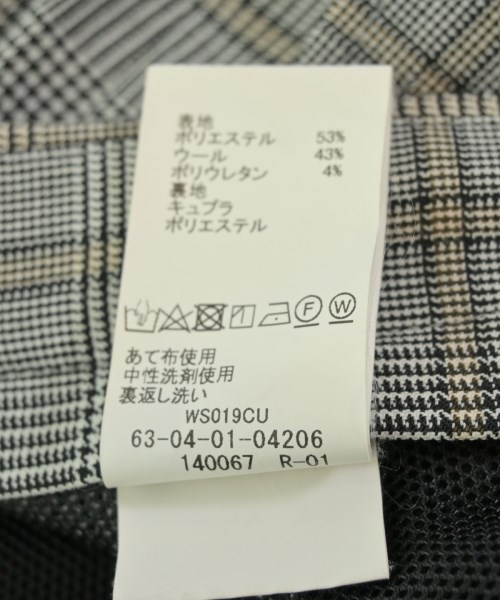 表地
ポリエステル 53%
ウール 43%
ポリウレタン 4%
裏地
キュプラ
ポリエステル
F W
あて布使用
中性洗剤使用
裏返し洗い
WS019CU
63-04-01-04206
140067 R-01